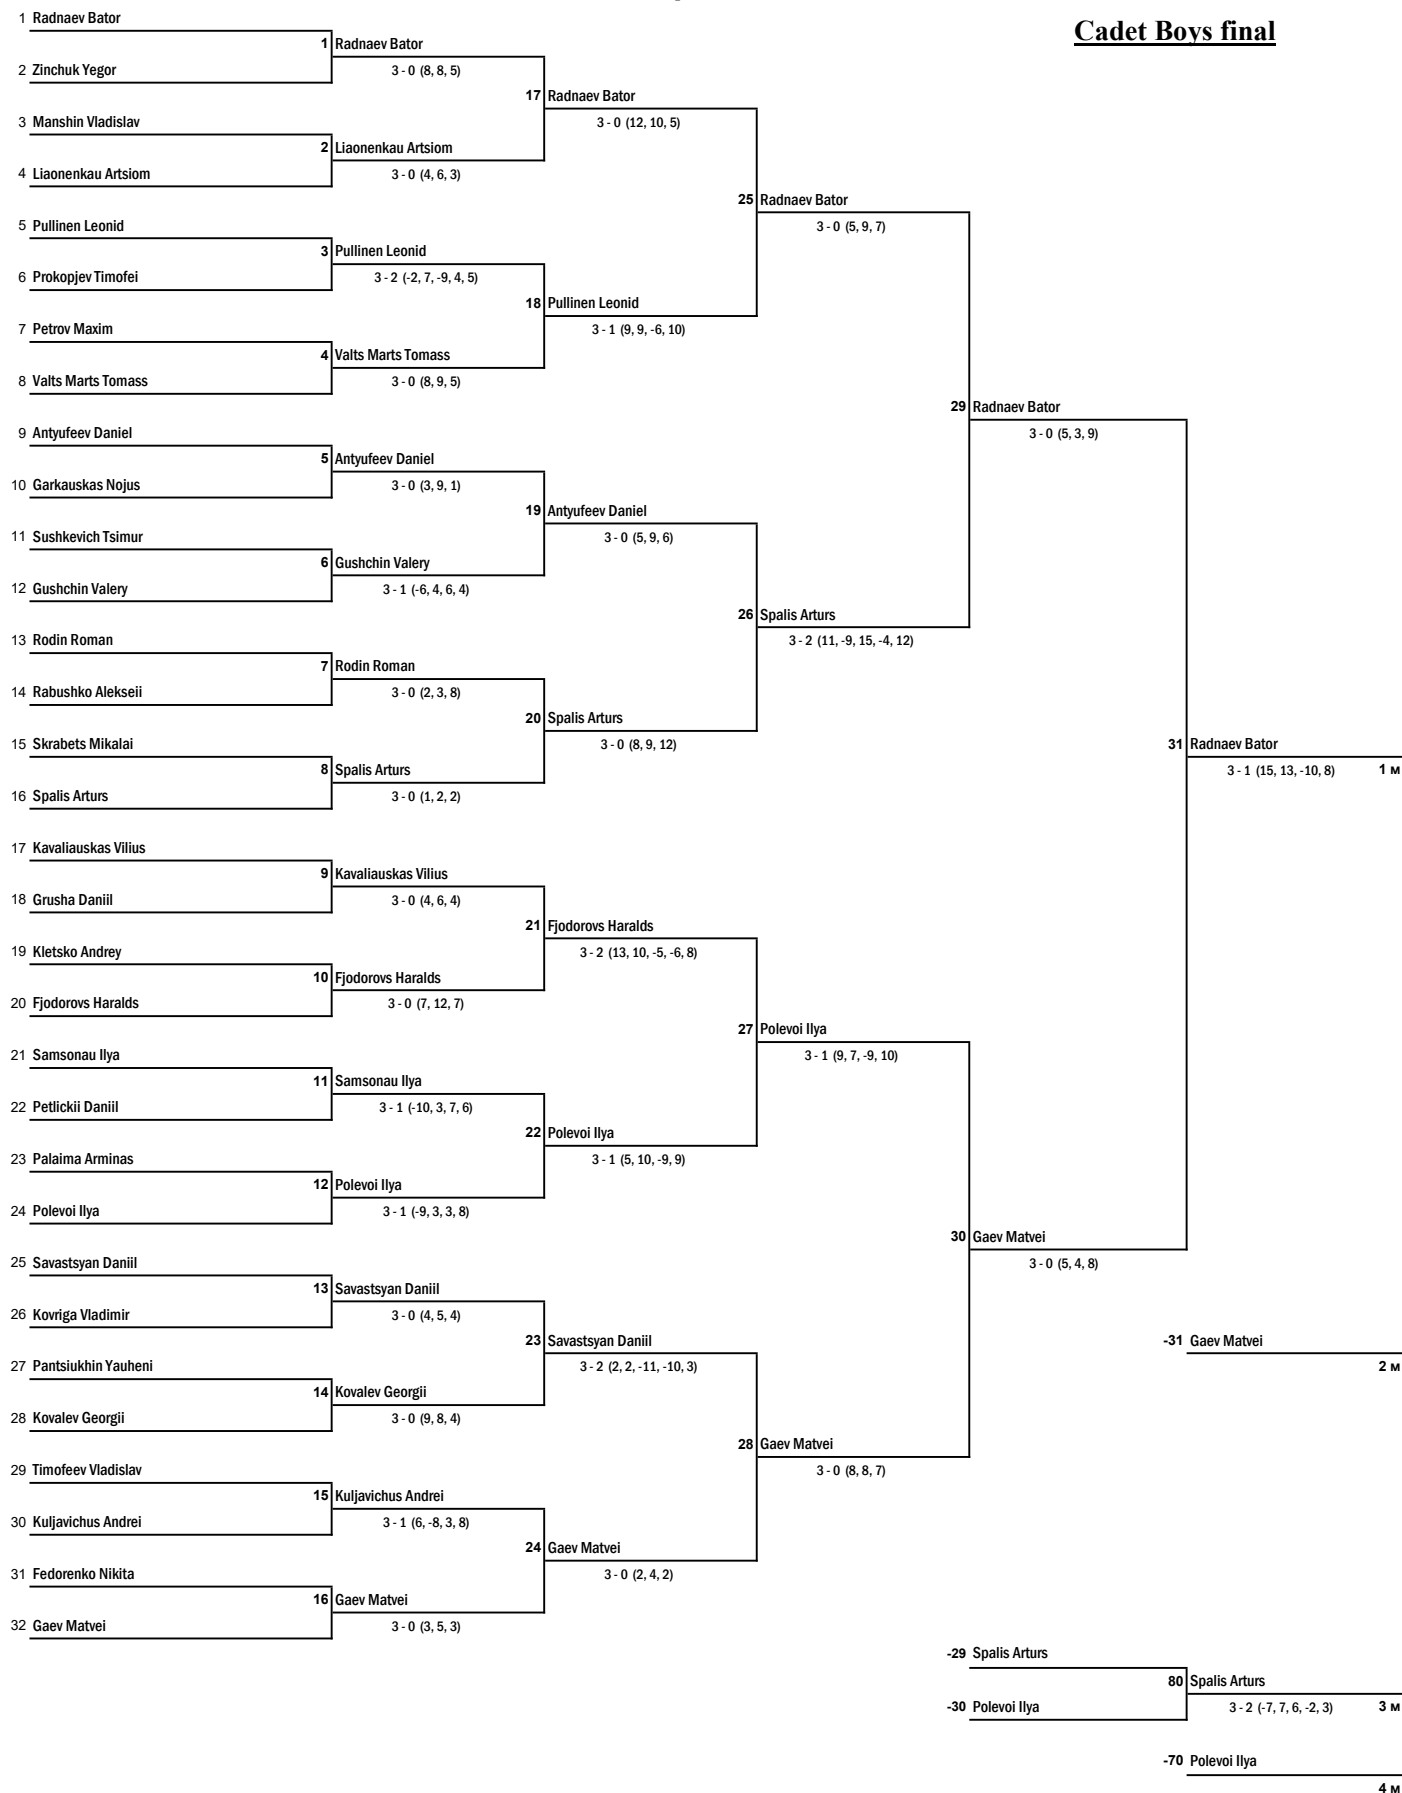 Cadet Boys final
1 Radnaev Bator
1 Radnaev Bator
2 Zinchuk Yegor
3 - 0 (8, 8, 5)
17 Radnaev Bator
3 Manshin Vladislav
3 - 0 (12, 10, 5)
2 Liaonenkau Artsiom
4 Liaonenkau Artsiom
3 - 0 (4, 6, 3)
25 Radnaev Bator
5 Pullinen Leonid
3 - 0 (5, 9, 7)
3 Pullinen Leonid
6 Prokopjev Timofei
3 - 2 (-2, 7, -9, 4, 5)
18 Pullinen Leonid
7 Petrov Maxim
3 - 1 (9, 9, -6, 10)
4 Valts Marts Tomass
8 Valts Marts Tomass
3 - 0 (8, 9, 5)
29 Radnaev Bator
9 Antyufeev Daniel
3 - 0 (5, 3, 9)
5 Antyufeev Daniel
10 Garkauskas Nojus
3 - 0 (3, 9, 1)
19 Antyufeev Daniel
11 Sushkevich Tsimur
3 - 0 (5, 9, 6)
6 Gushchin Valery
12 Gushchin Valery
3 - 1 (-6, 4, 6, 4)
26 Spalis Arturs
13 Rodin Roman
3 - 2 (11, -9, 15, -4, 12)
7 Rodin Roman
14 Rabushko Alekseii
3 - 0 (2, 3, 8)
20 Spalis Arturs
15 Skrabets Mikalai
3 - 0 (8, 9, 12)
31 Radnaev Bator
8 Spalis Arturs
3 - 1 (15, 13, -10, 8) 1 м
16 Spalis Arturs
3 - 0 (1, 2, 2)
17 Kavaliauskas Vilius
9 Kavaliauskas Vilius
18 Grusha Daniil
3 - 0 (4, 6, 4)
21 Fjodorovs Haralds
19 Kletsko Andrey
3 - 2 (13, 10, -5, -6, 8)
10 Fjodorovs Haralds
20 Fjodorovs Haralds
3 - 0 (7, 12, 7)
27 Polevoi Ilya
21 Samsonau Ilya
3 - 1 (9, 7, -9, 10)
11 Samsonau Ilya
22 Petlickii Daniil
3 - 1 (-10, 3, 7, 6)
22 Polevoi Ilya
23 Palaima Arminas
3 - 1 (5, 10, -9, 9)
12 Polevoi Ilya
24 Polevoi Ilya
3 - 1 (-9, 3, 3, 8)
30 Gaev Matvei
25 Savastsyan Daniil
3 - 0 (5, 4, 8)
13 Savastsyan Daniil
26 Kovriga Vladimir
3 - 0 (4, 5, 4)
23 Savastsyan Daniil
-31 Gaev Matvei
27 Pantsiukhin Yauheni
3 - 2 (2, 2, -11, -10, 3)
2 м
14 Kovalev Georgii
28 Kovalev Georgii
3 - 0 (9, 8, 4)
28 Gaev Matvei
29 Timofeev Vladislav
3 - 0 (8, 8, 7)
15 Kuljavichus Andrei
30 Kuljavichus Andrei
3 - 1 (6, -8, 3, 8)
24 Gaev Matvei
31 Fedorenko Nikita
3 - 0 (2, 4, 2)
16 Gaev Matvei
32 Gaev Matvei
3 - 0 (3, 5, 3)
-29 Spalis Arturs
80 Spalis Arturs
-30 Polevoi Ilya
3 - 2 (-7, 7, 6, -2, 3) 3 м
-70 Polevoi Ilya
4 м